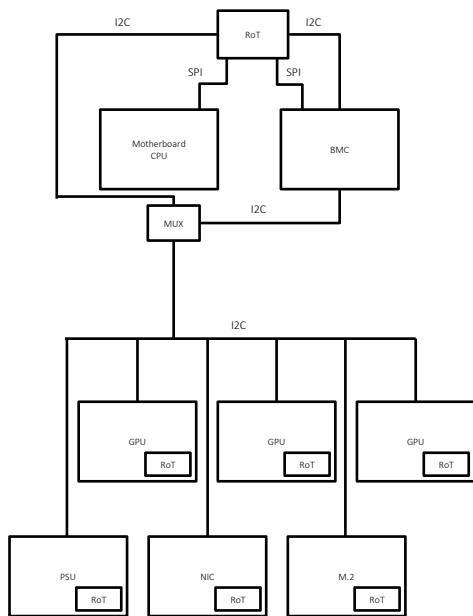 I2C
RoT
I2C
SPI
SPI
Motherboard
CPU
BMC
I2C
MUX
I2C
GPU
RoT
GPU
RoT
GPU
RoT
PSU
RoT
NIC
RoT
M.2
RoT